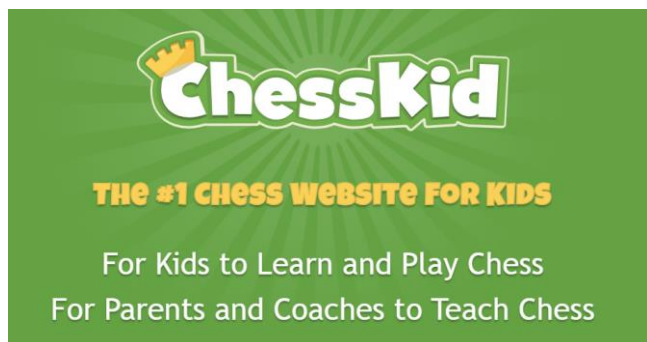 ChessKid
THE #1 CHESS WEBSITE FOR KIDS
For Kids to Learn and Play Chess
For Parents and Coaches to Teach Chess